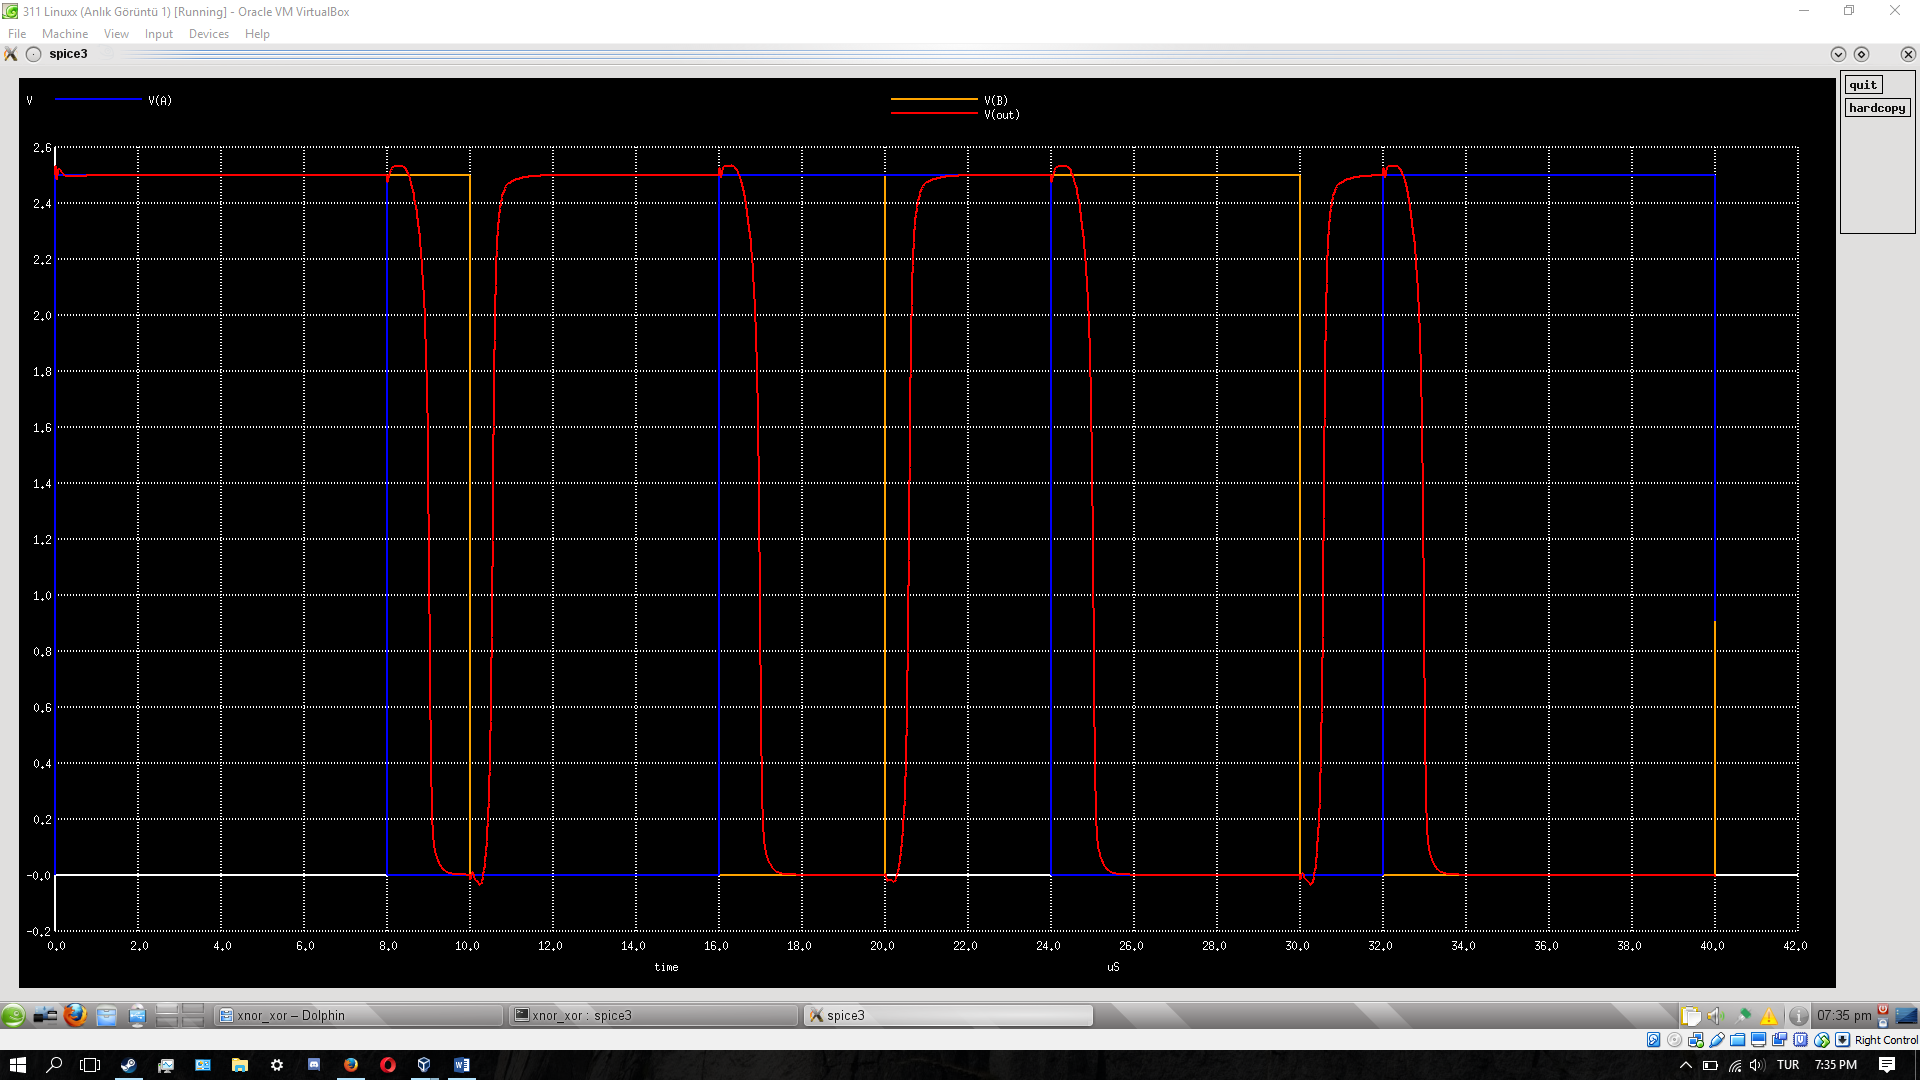 311 Linuxx (Anlık Görüntü 1) [Running] - Oracle VM VirtualBox
File Machine View Input Devices Help
spice3
quit
hardcopy
V V(A) V(B)
V(out)
2.6
2.4
2.2
2.0
1.8
1.6
1.4
1.2
1.0
0.8
0.6
0.4
0.2
-0.0
-0.2
0.0 2.0 4.0 6.0 8.0 10.0 12.0 14.0 16.0 18.0 20.0 22.0 24.0 26.0 28.0 30.0 32.0 34.0 36.0 38.0 40.0 42.0
time uS
xnor_xor – Dolphin xnor_xor : spice3 spice3 07:35 pm
Right Control
TUR 7:35 PM